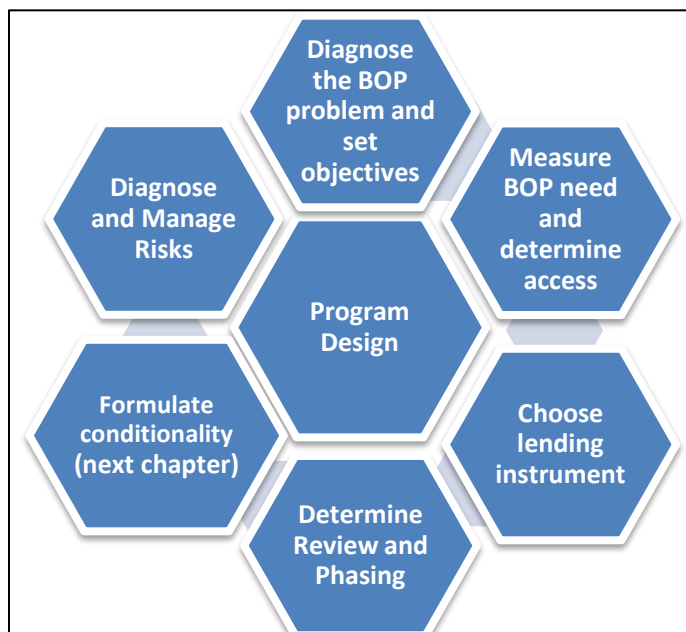 Diagnose
the BOP
problem and
set
objectives
Measure
BOP need
and
determine
access
Choose
lending
instrument
Determine
Review and
Phasing
Formulate
conditionality
(next chapter)
Diagnose
and Manage
Risks
Program
Design